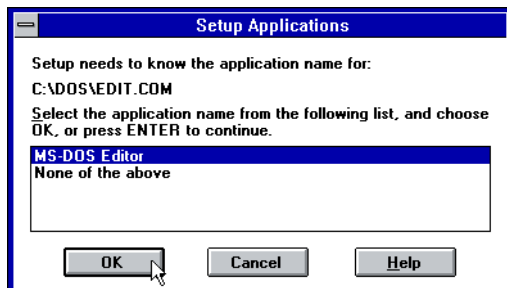 Setup Applications
Setup needs to know the application name for:
C:\DOS\EDIT.COM
Select the application name from the following list, and choose
OK, or press ENTER to continue.
MS-DOS Editor
None of the above
OK Cancel Help